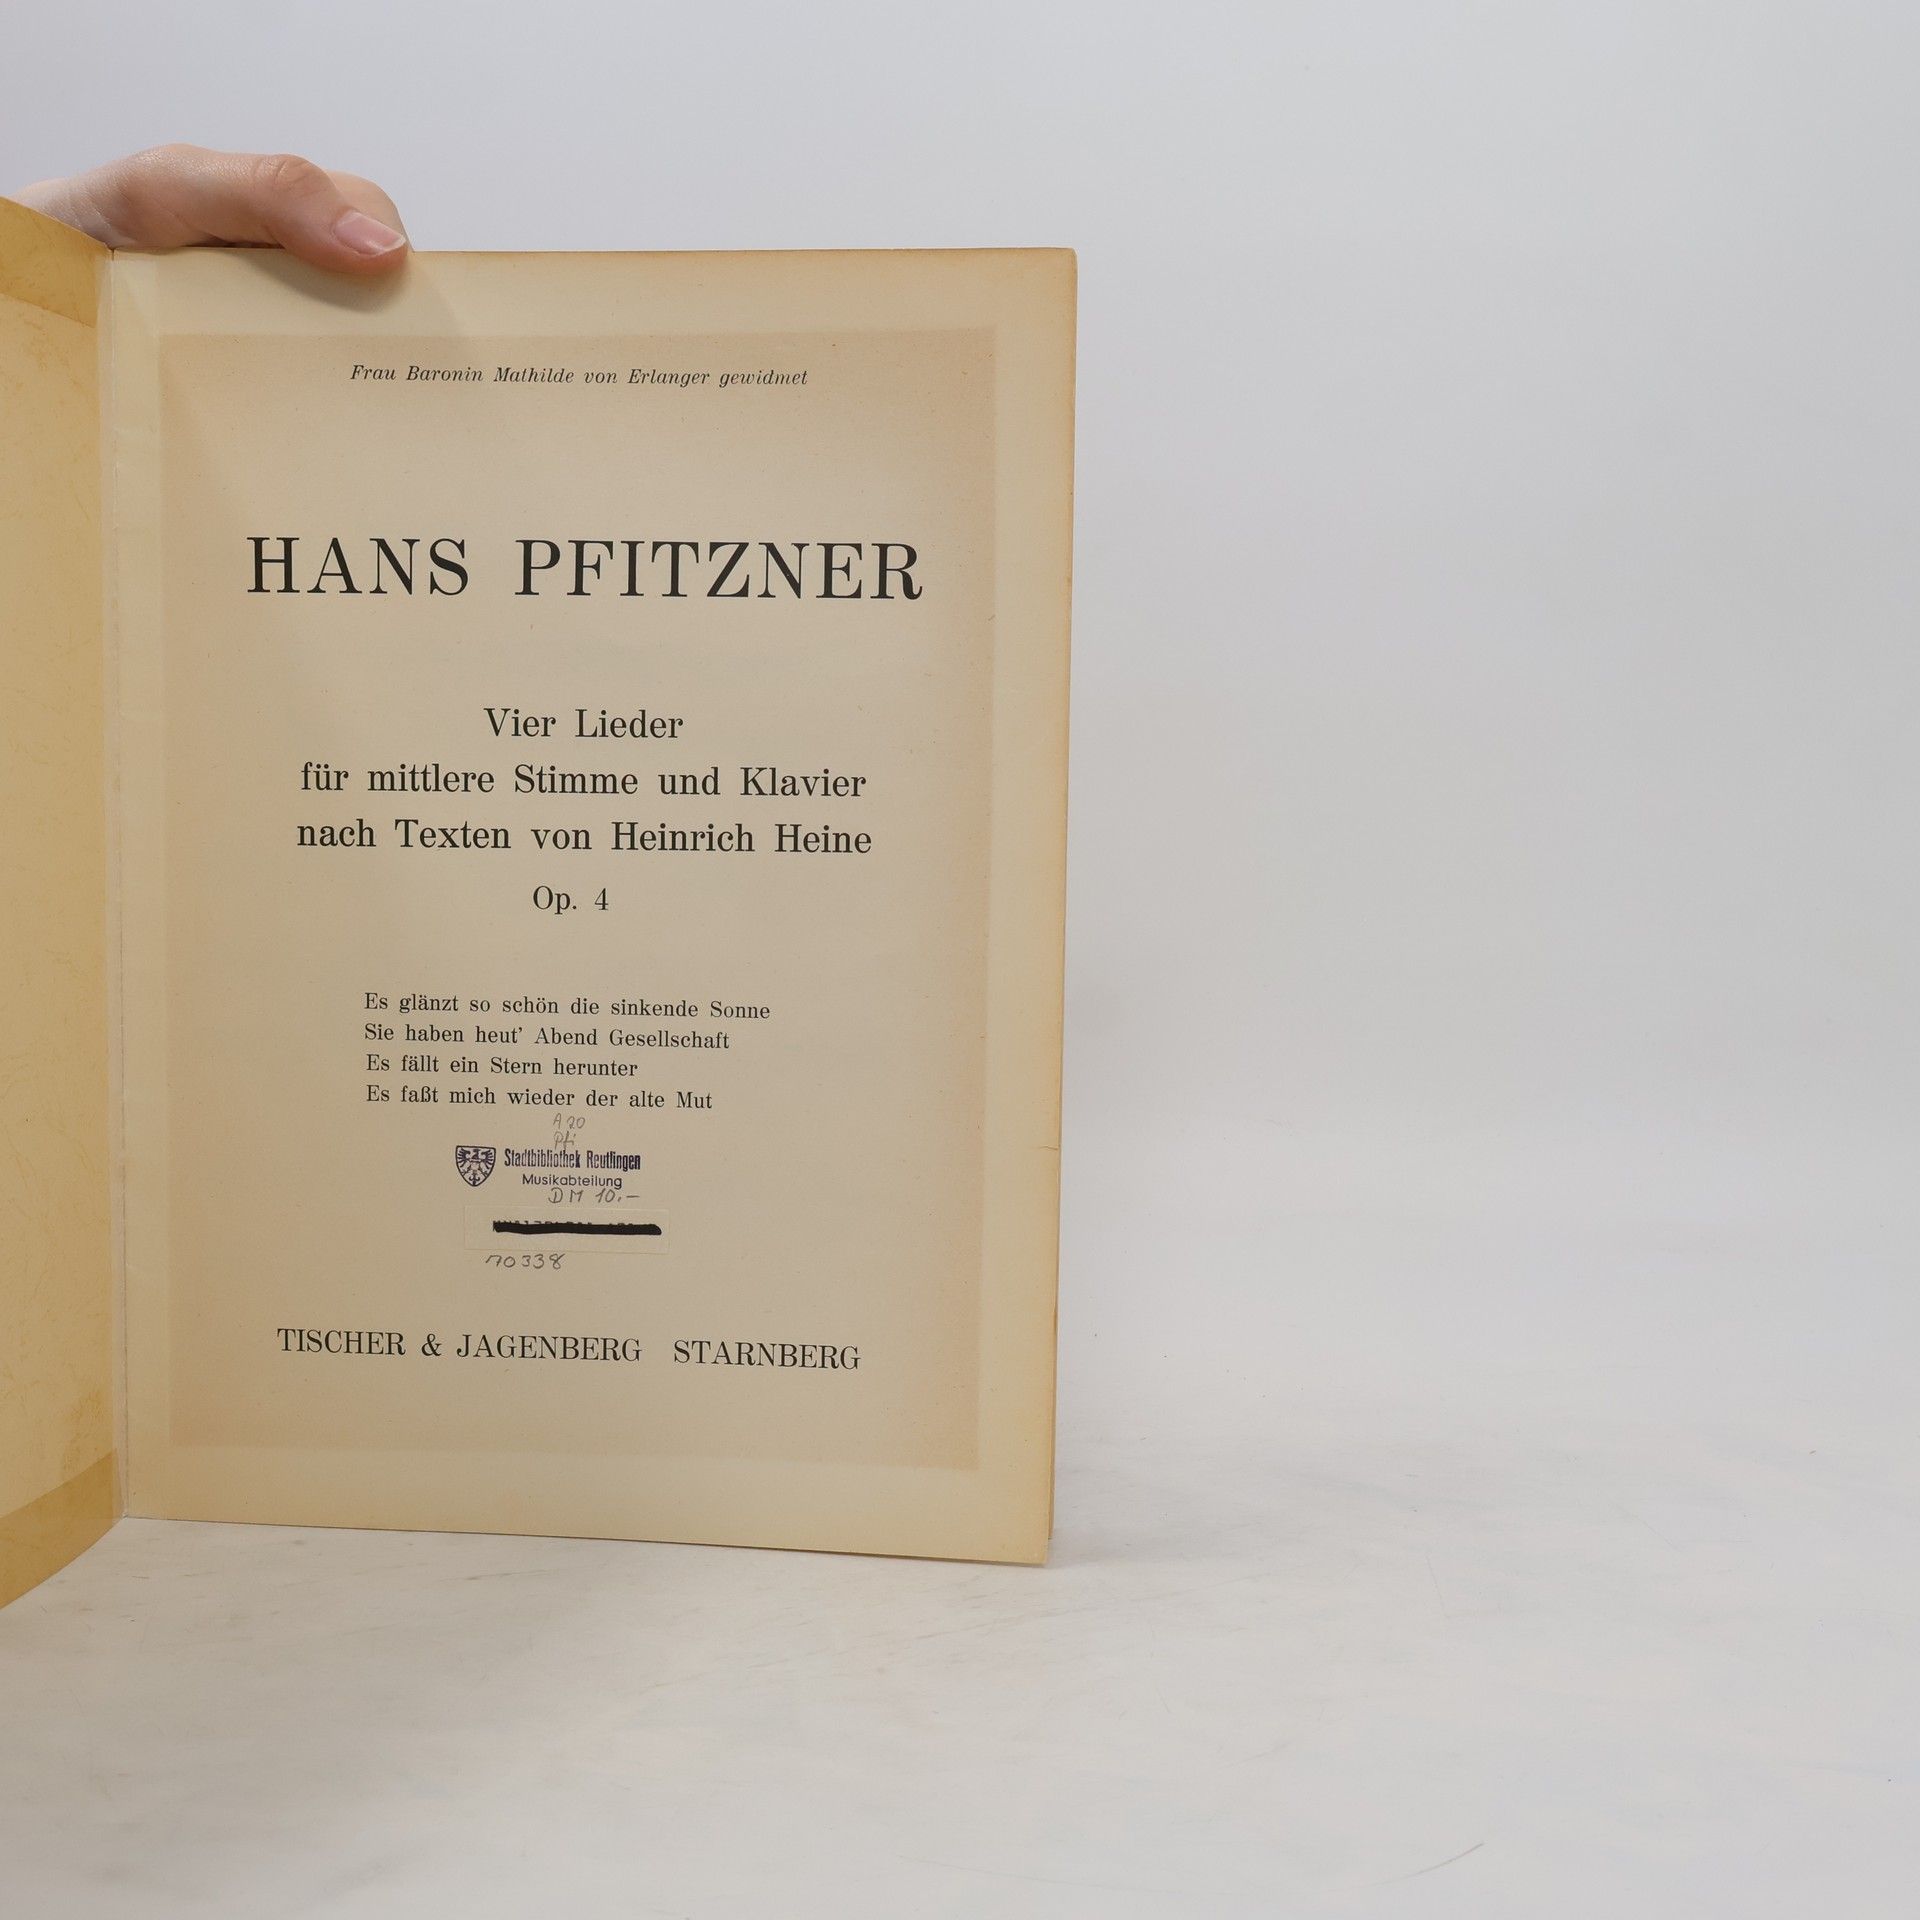 Frau Baronin Mathilde von Erlanger gewidmet
HANS PFITZNER
Vier Lieder
für mittlere Stimme und Klavier
nach Texten von Heinrich Heine
Op. 4
Es glänzt so schön die sinkende Sonne
Sie haben heut' Abend Gesellschaft
Es fällt ein Stern herunter
Es faßt mich wieder der alte Mut
A 20
Pfi
Stadtbibliothek Reutlingen
Musikabteilung
DM 10.-
TISCHER & JAGENBERG STARNBERG